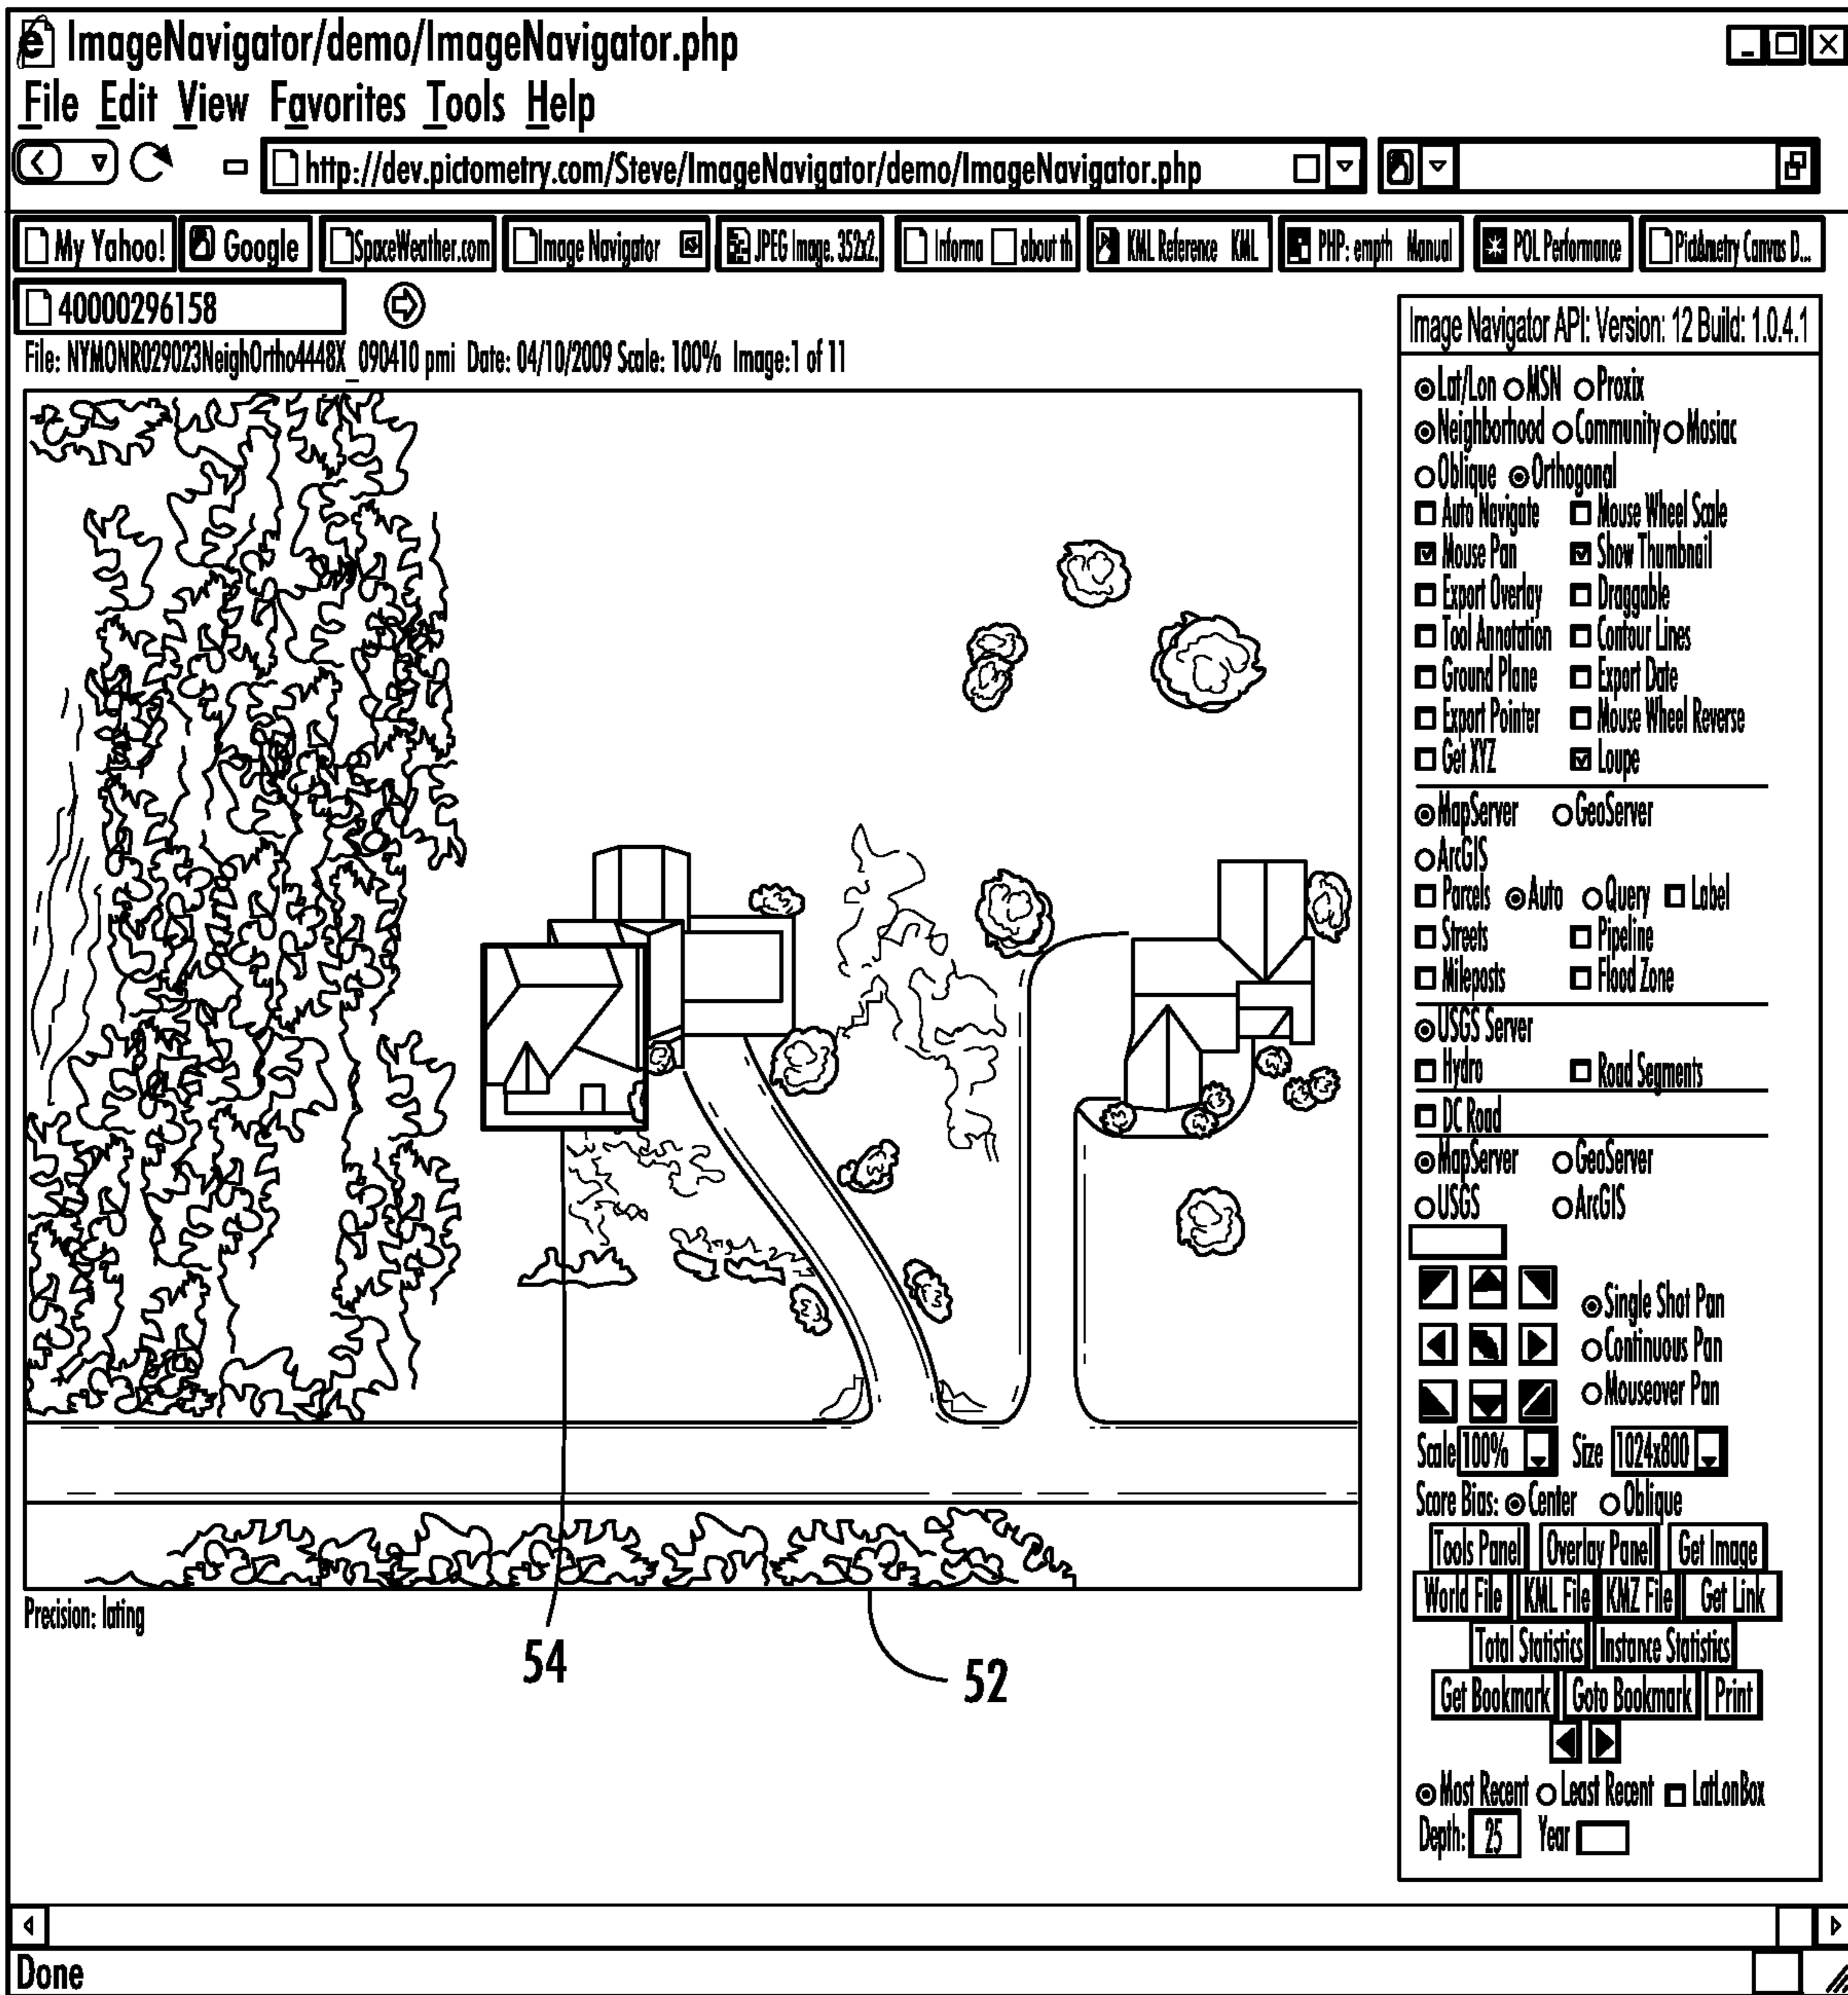 ImageNavigator/demo/ImageNavigator.php
File Edit View Favorites Tools Help
http://dev.pictometry.com/Steve/ImageNavigator/demo/ImageNavigator.php
My Yahoo! Google SpaceWeather.com Image Navigator JPEG Image, 352x2. Informa about th KML Reference KML PHP: empth Manual POL Performance Canvas D...
40000296158
File: NYMONR029023NeighOrtho4448X_090410 pmi Date: 04/10/2009 Scale: 100% Image:1 of 11
Image Navigator API: Version: 12 Build: 1.0.4.1
Lat/Lon MSN Proxix
Neighborhood Community Mosiac
Oblique Orthogonal
Auto Navigate Mouse Wheel Scale
Mouse Pan Show Thumbnail
Export Overlay Draggable
Tool Annotation Contour Lines
Ground Plane Export Date
Export Pointer Mouse Wheel Reverse
Get XYZ Loupe
MapServer GeoServer
ArcGIS
Parcels Auto Query Label
Streets Pipeline
Mileposts Flood Zone
USGS Server
Hydro Road Segments
DC Road
MapServer GeoServer
USGS ArcGIS
Single Shot Pan
Continuous Pan
Mouseover Pan
Scale 100% Size 1024x800
Score Bias: Center Oblique
Tools Panel Overlay Panel Get Image
World File KML File KMZ File Get Link
Total Statistics Instance Statistics
Get Bookmark Goto Bookmark Print
Most Recent Least Recent LatLonBox
Depth: 25 Year
Precision: lating
54
52
Done